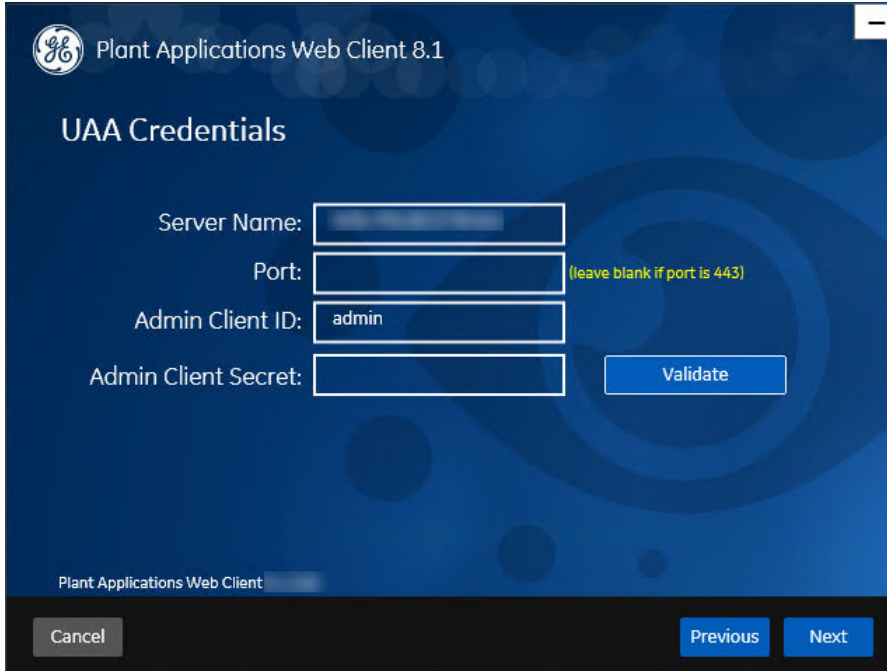 Plant Applications Web Client 8.1
UAA Credentials
Server Name:
Port:
(leave blank if port is 443)
Admin Client ID:
admin
Admin Client Secret:
Validate
Plant Applications Web Client
Cancel
Previous
Next